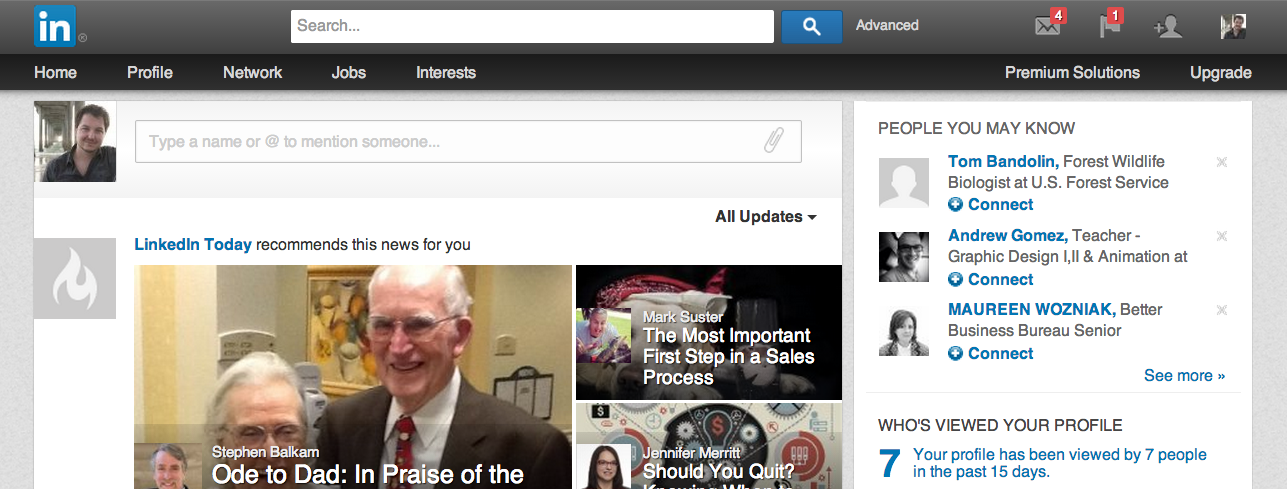 in®
Search...
Advanced
4
1
Home
Profile
Network
Jobs
Interests
Premium Solutions
Upgrade
Type a name or @ to mention someone...
All Updates
LinkedIn Today recommends this news for you
Stephen Balkam
Ode to Dad: In Praise of the
Mark Suster
The Most Important
First Step in a Sales
Process
Jennifer Merritt
Should You Quit?
Knowing When to
PEOPLE YOU MAY KNOW
Tom Bandolin, Forest Wildlife
Biologist at U.S. Forest Service
Connect
Andrew Gomez, Teacher -
Graphic Design I,II & Animation at
Connect
MAUREEN WOZNIAK, Better
Business Bureau Senior
Connect
See more »
WHO'S VIEWED YOUR PROFILE
7
Your profile has been viewed by 7 people
in the past 15 days.